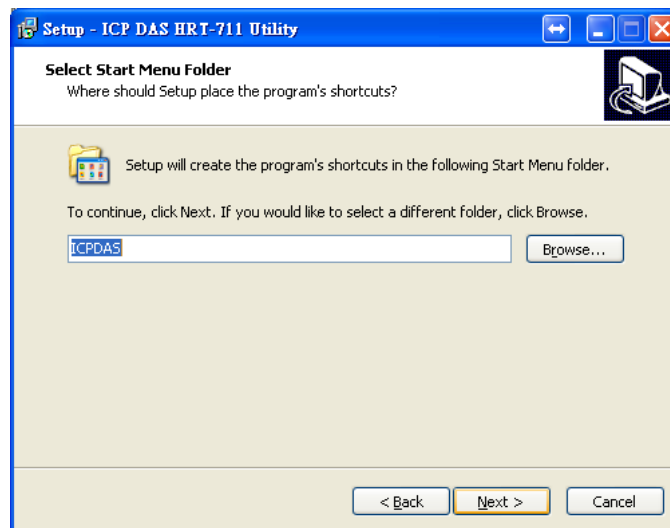 Setup - ICP DAS HRT-711 Utility
Select Start Menu Folder
Where should Setup place the program's shortcuts?
Setup will create the program's shortcuts in the following Start Menu folder.
To continue, click Next. If you would like to select a different folder, click Browse.
ICPDAS
Browse...
< Back
Next >
Cancel